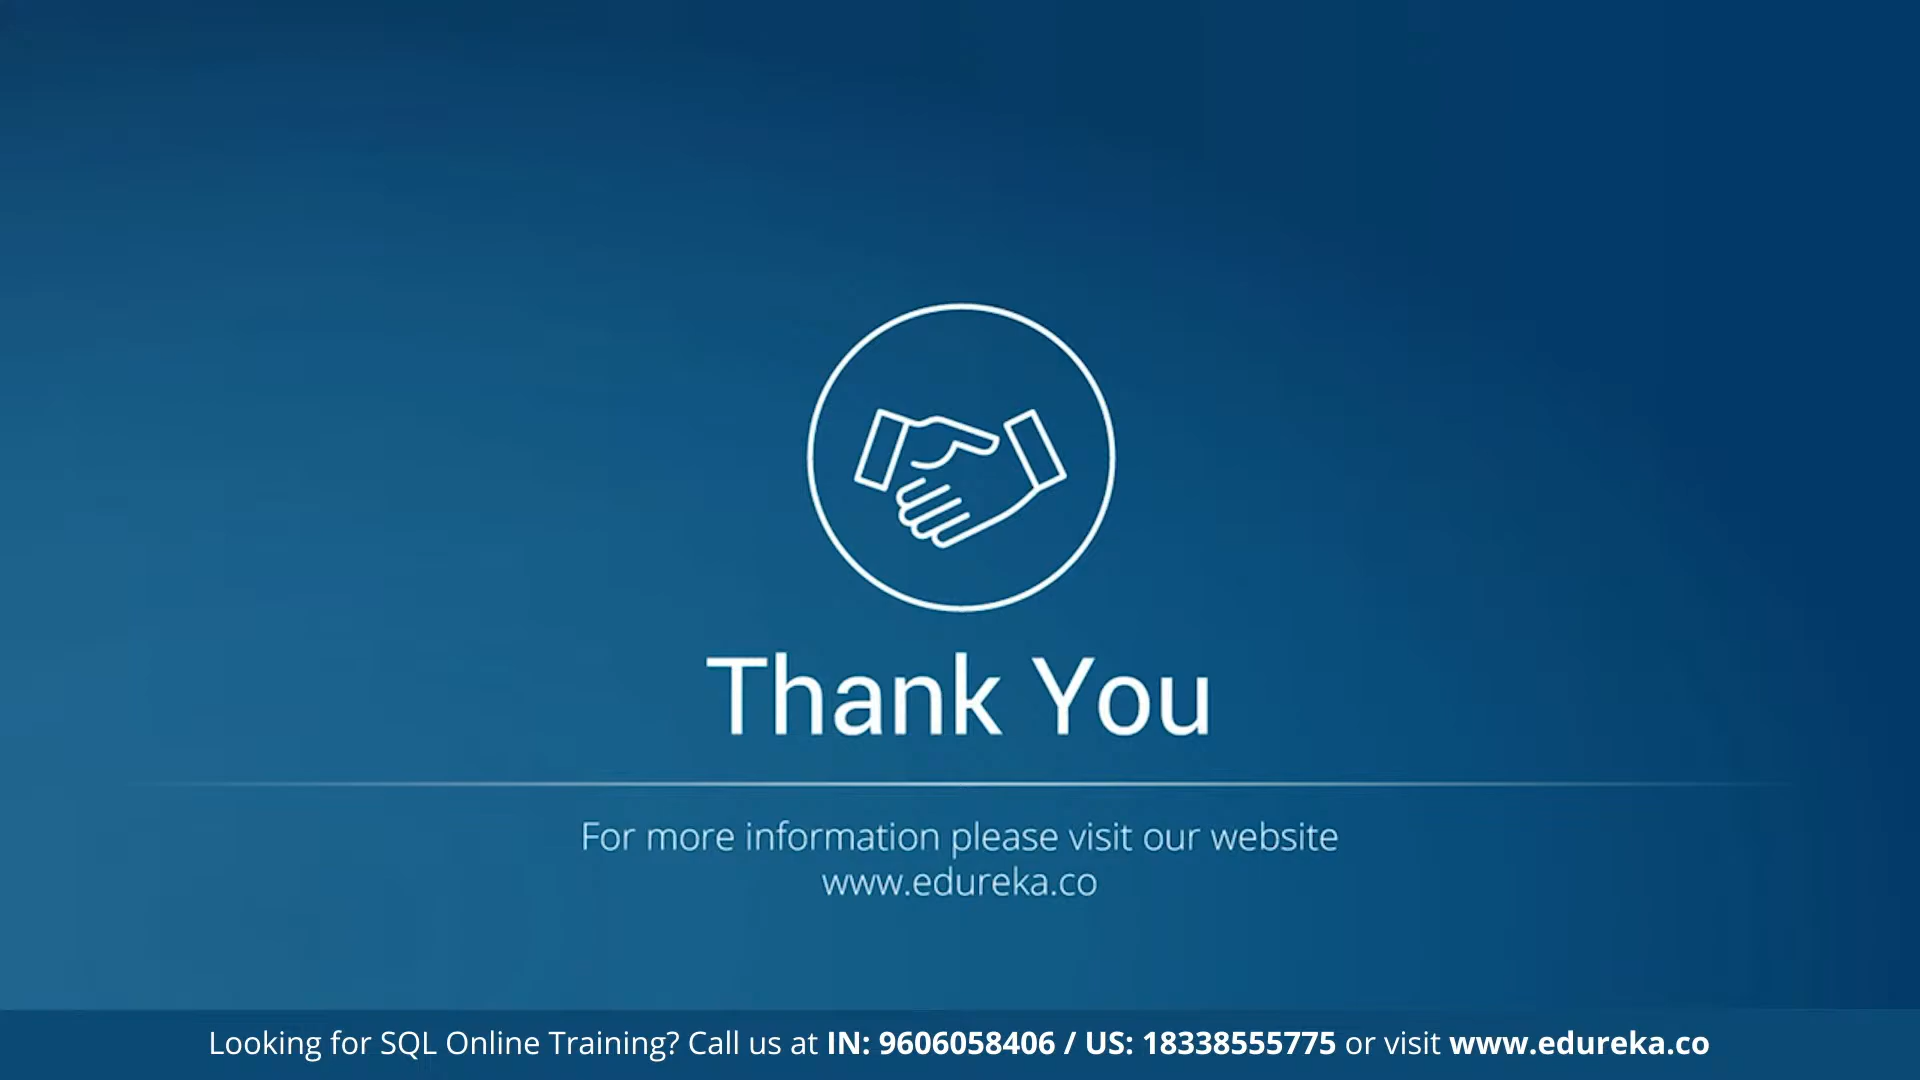 Thank You
For more information please visit our website
www.edureka.co
Looking for SQL Online Training? Call us at IN: 9606058406 / US: 18338555775 or visit www.edureka.co